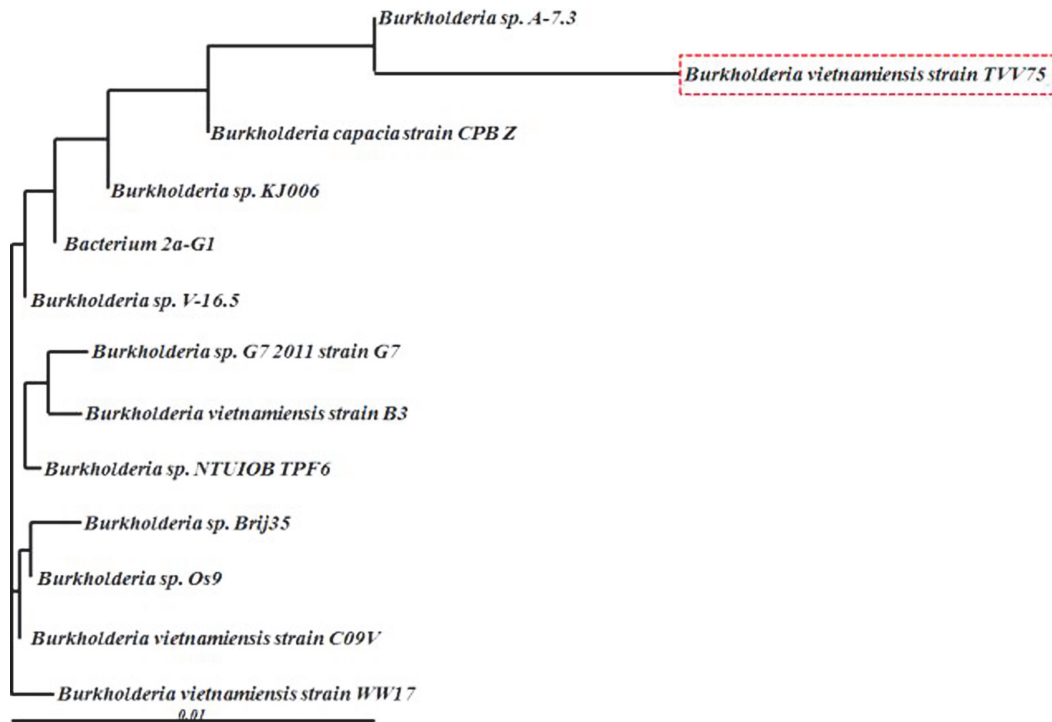 Burkholderia sp. A-7.3
Burkholderia vietnamiensis strain TVV75
Burkholderia capacia strain CPB Z
Burkholderia sp. KJ006
Bacterium 2a-G1
Burkholderia sp. V-16.5
Burkholderia sp. G7 2011 strain G7
Burkholderia vietnamiensis strain B3
Burkholderia sp. NTUIOB TPF6
Burkholderia sp. Brij35
Burkholderia sp. Os9
Burkholderia vietnamiensis strain C09V
Burkholderia vietnamiensis strain WW17
0.01